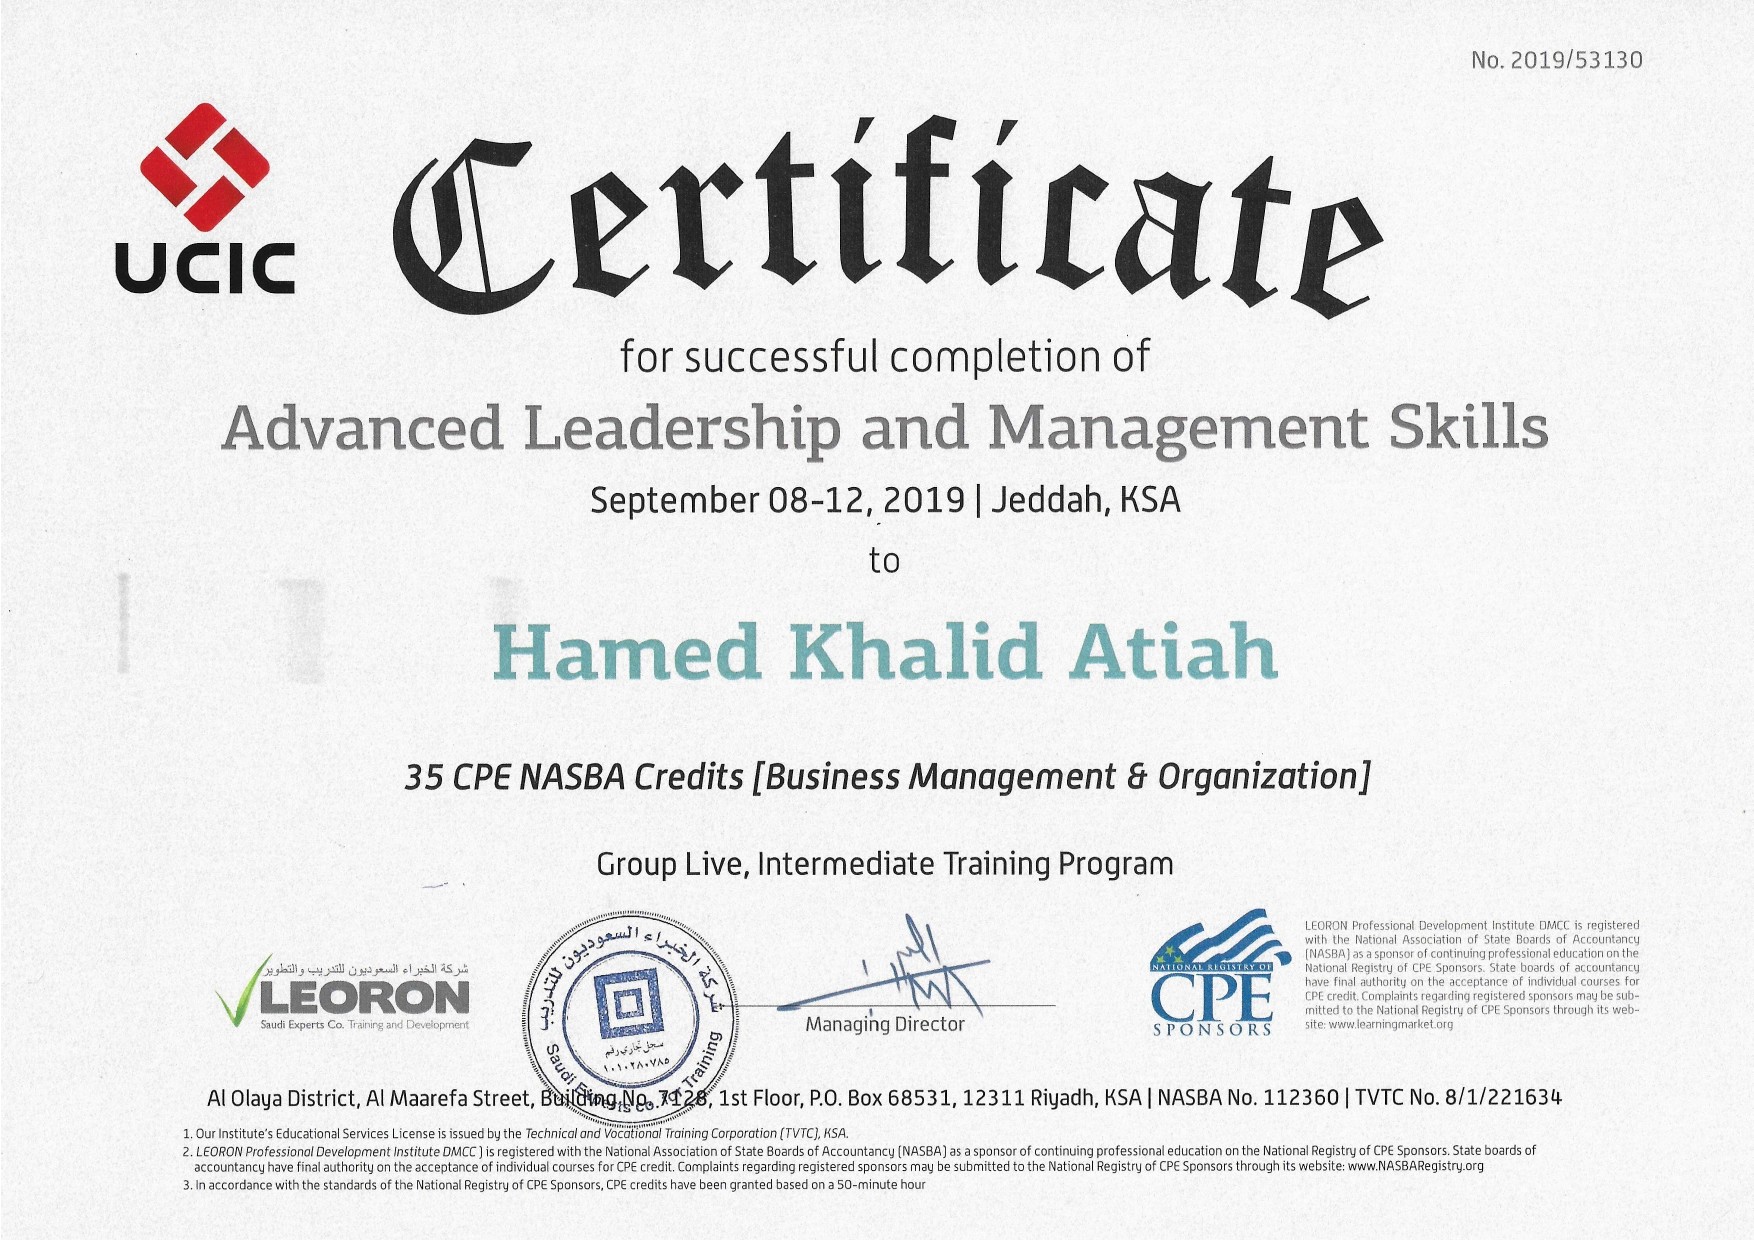 No. 2019/53130
UCIC
Certificate
for successful completion of
Advanced Leadership and Management Skills
September 08-12, 2019 | Jeddah, KSA
to
Hamed Khalid Atiah
35 CPE NASBA Credits [Business Management & Organization]
Group Live, Intermediate Training Program
شركة الخبراء السعوديون للتدريب والتطوير
LEORON
Saudi Experts Co. Training and Development
شركة الخبراء السعوديون للتدريب
سجل تجاري رقم
١٠١٠٢٨٠٧٨٥
Saudi Experts co. for Training
Managing Director
NATIONAL REGISTRY OF
CPE
SPONSORS
LEORON Professional Development Institute DMCC is registered
with the National Association of State Boards of Accountancy
[NASBA] as a sponsor of continuing professional education on the
National Registry of CPE Sponsors. State boards of accountancy
have final authority on the acceptance of individual courses for
CPE credit. Complaints regarding registered sponsors may be sub-
mitted to the National Registry of CPE Sponsors through its web-
site: www.learningmarket.org
Al Olaya District, Al Maarefa Street, Building No. 7128, 1st Floor, P.O. Box 68531, 12311 Riyadh, KSA | NASBA No. 112360 | TVTC No. 8/1/221634
1. Our Institute's Educational Services License is issued by the Technical and Vocational Training Corporation [TVTC], KSA.
2. LEORON Professional Development Institute DMCC ] is registered with the National Association of State Boards of Accountancy [NASBA] as a sponsor of continuing professional education on the National Registry of CPE Sponsors. State boards of
accountancy have final authority on the acceptance of individual courses for CPE credit. Complaints regarding registered sponsors may be submitted to the National Registry of CPE Sponsors through its website: www.NASBARegistry.org
3. In accordance with the standards of the National Registry of CPE Sponsors, CPE credits have been granted based on a 50-minute hour